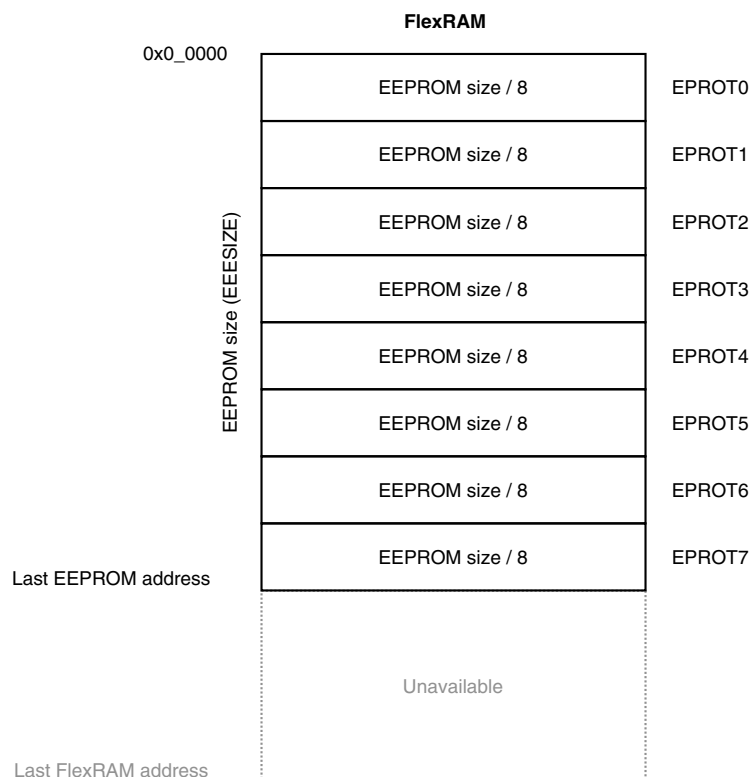 FlexRAM
0x0_0000
EEPROM size / 8 EPROT0
EEPROM size / 8 EPROT1
EEPROM size / 8 EPROT2
EEPROM size / 8 EPROT3
EEPROM size (EEESIZE)
EEPROM size / 8 EPROT4
EEPROM size / 8 EPROT5
EEPROM size / 8 EPROT6
EEPROM size / 8 EPROT7
Last EEPROM address
Unavailable
Last FlexRAM address